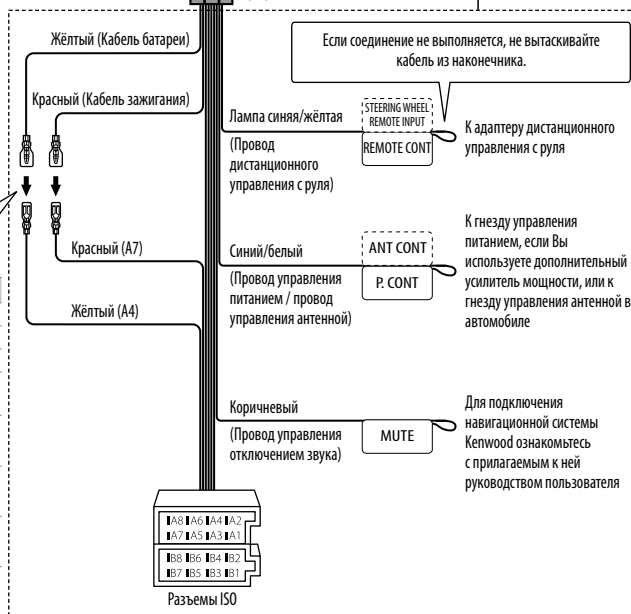 Жёлтый (Кабель батареи)
Если соединение не выполняется, не вытаскивайте
кабель из наконечника.
Красный (Кабель зажигания)
Лампа синяя/жёлтая
(Провод
дистанционного
управления с руля)
STEERING WHEEL
REMOTE INPUT
REMOTE CONT
К адаптеру дистанционного
управления с руля
Красный (A7)
Жёлтый (A4)
Синий/белый
(Провод управления
питанием / провод
управления антенной)
ANT CONT
P. CONT
К гнезду управления
питанием, если Вы
используете дополнительный
усилитель мощности, или к
гнезду управления антенной в
автомобиле
Коричневый
(Провод управления
отключением звука)
MUTE
Для подключения
навигационной системы
Kenwood ознакомьтесь
с прилагаемым к ней
руководством пользователя
A8 A6 A4 A2
A7 A5 A3 A1
B8 B6 B4 B2
B7 B5 B3 B1
Разъемы ISO